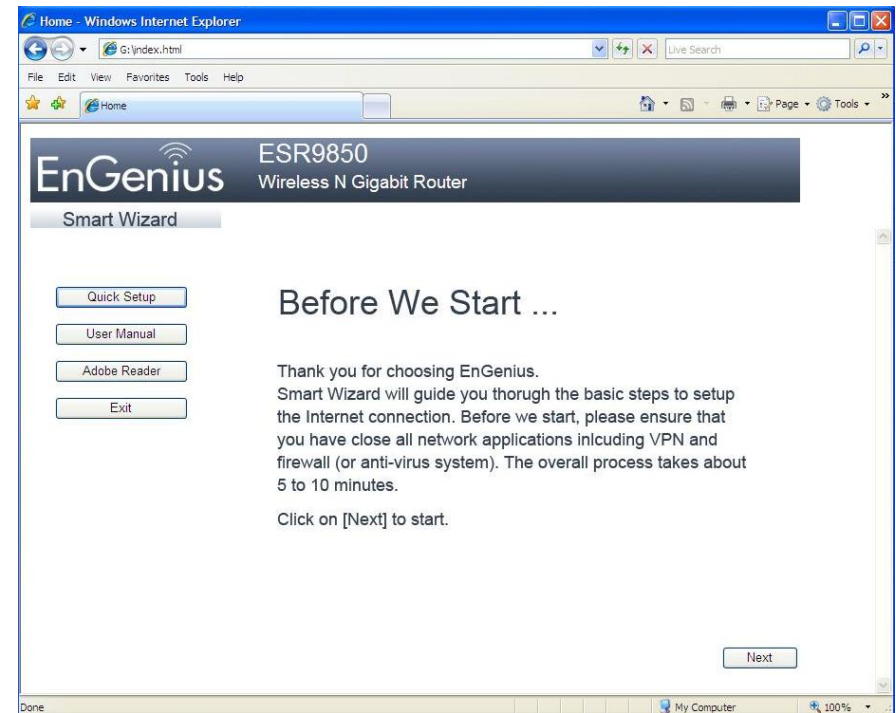 Home - Windows Internet Explorer
G:\index.html
Live Search
File Edit View Favorites Tools Help
Home
Page Tools
EnGenius
ESR9850
Wireless N Gigabit Router
Smart Wizard
Quick Setup
User Manual
Adobe Reader
Exit
Before We Start ...
Thank you for choosing EnGenius.
Smart Wizard will guide you thorugh the basic steps to setup
the Internet connection. Before we start, please ensure that
you have close all network applications inlcuding VPN and
firewall (or anti-virus system). The overall process takes about
5 to 10 minutes.
Click on [Next] to start.
Next
Done
My Computer
100%